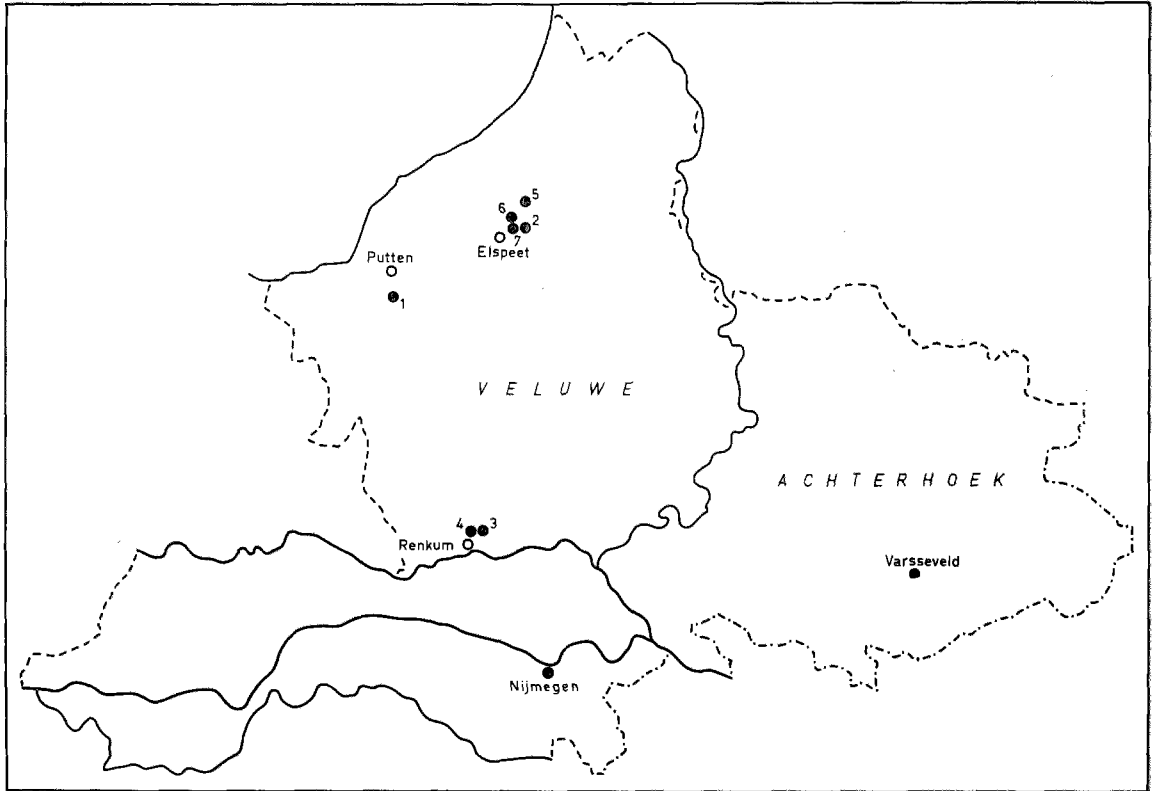 5
6
2
7
Elspeet
Putten
1
VELUWE
ACHTERHOEK
4 3
Renkum
Varsseveld
Nijmegen